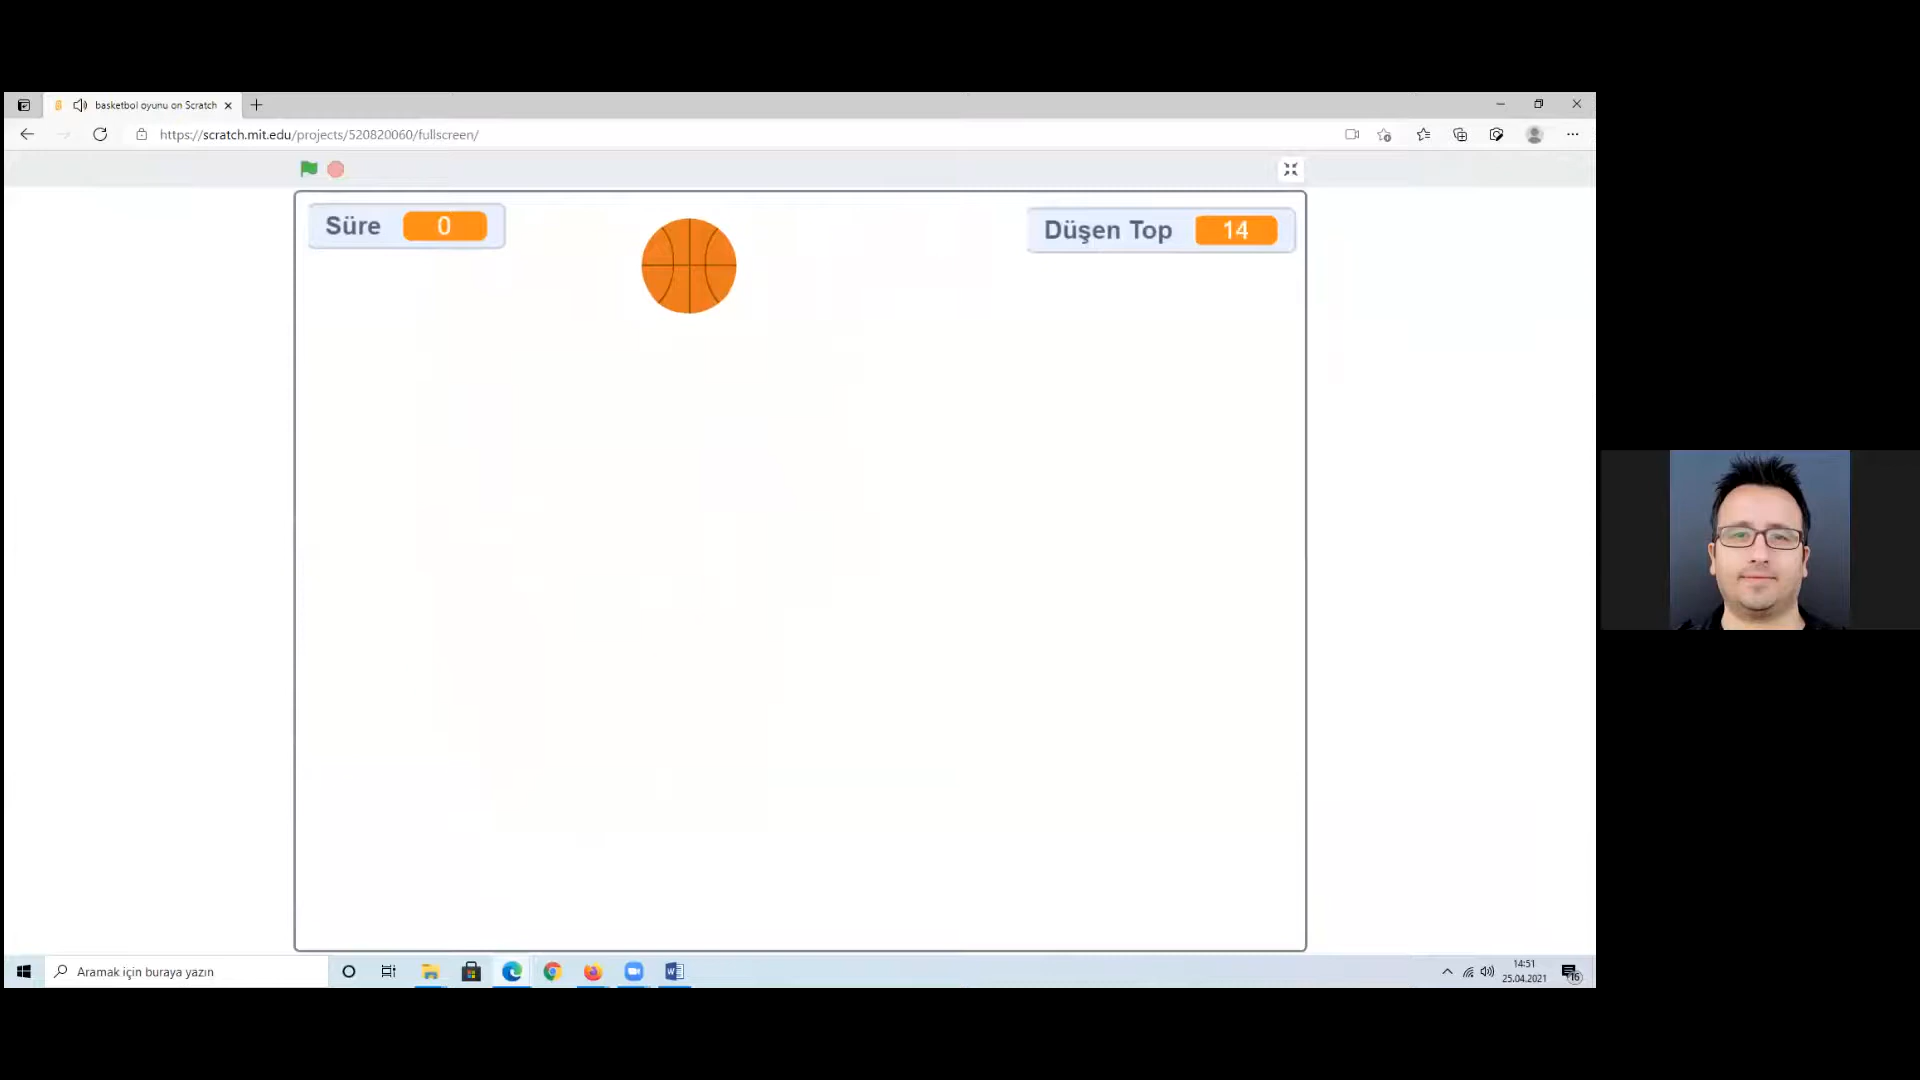 basketbol oyunu on Scratch
https://scratch.mit.edu/projects/520820060/fullscreen/
Süre 0
Düşen Top 14
Aramak için buraya yazın
14:51
25.04.2021
16